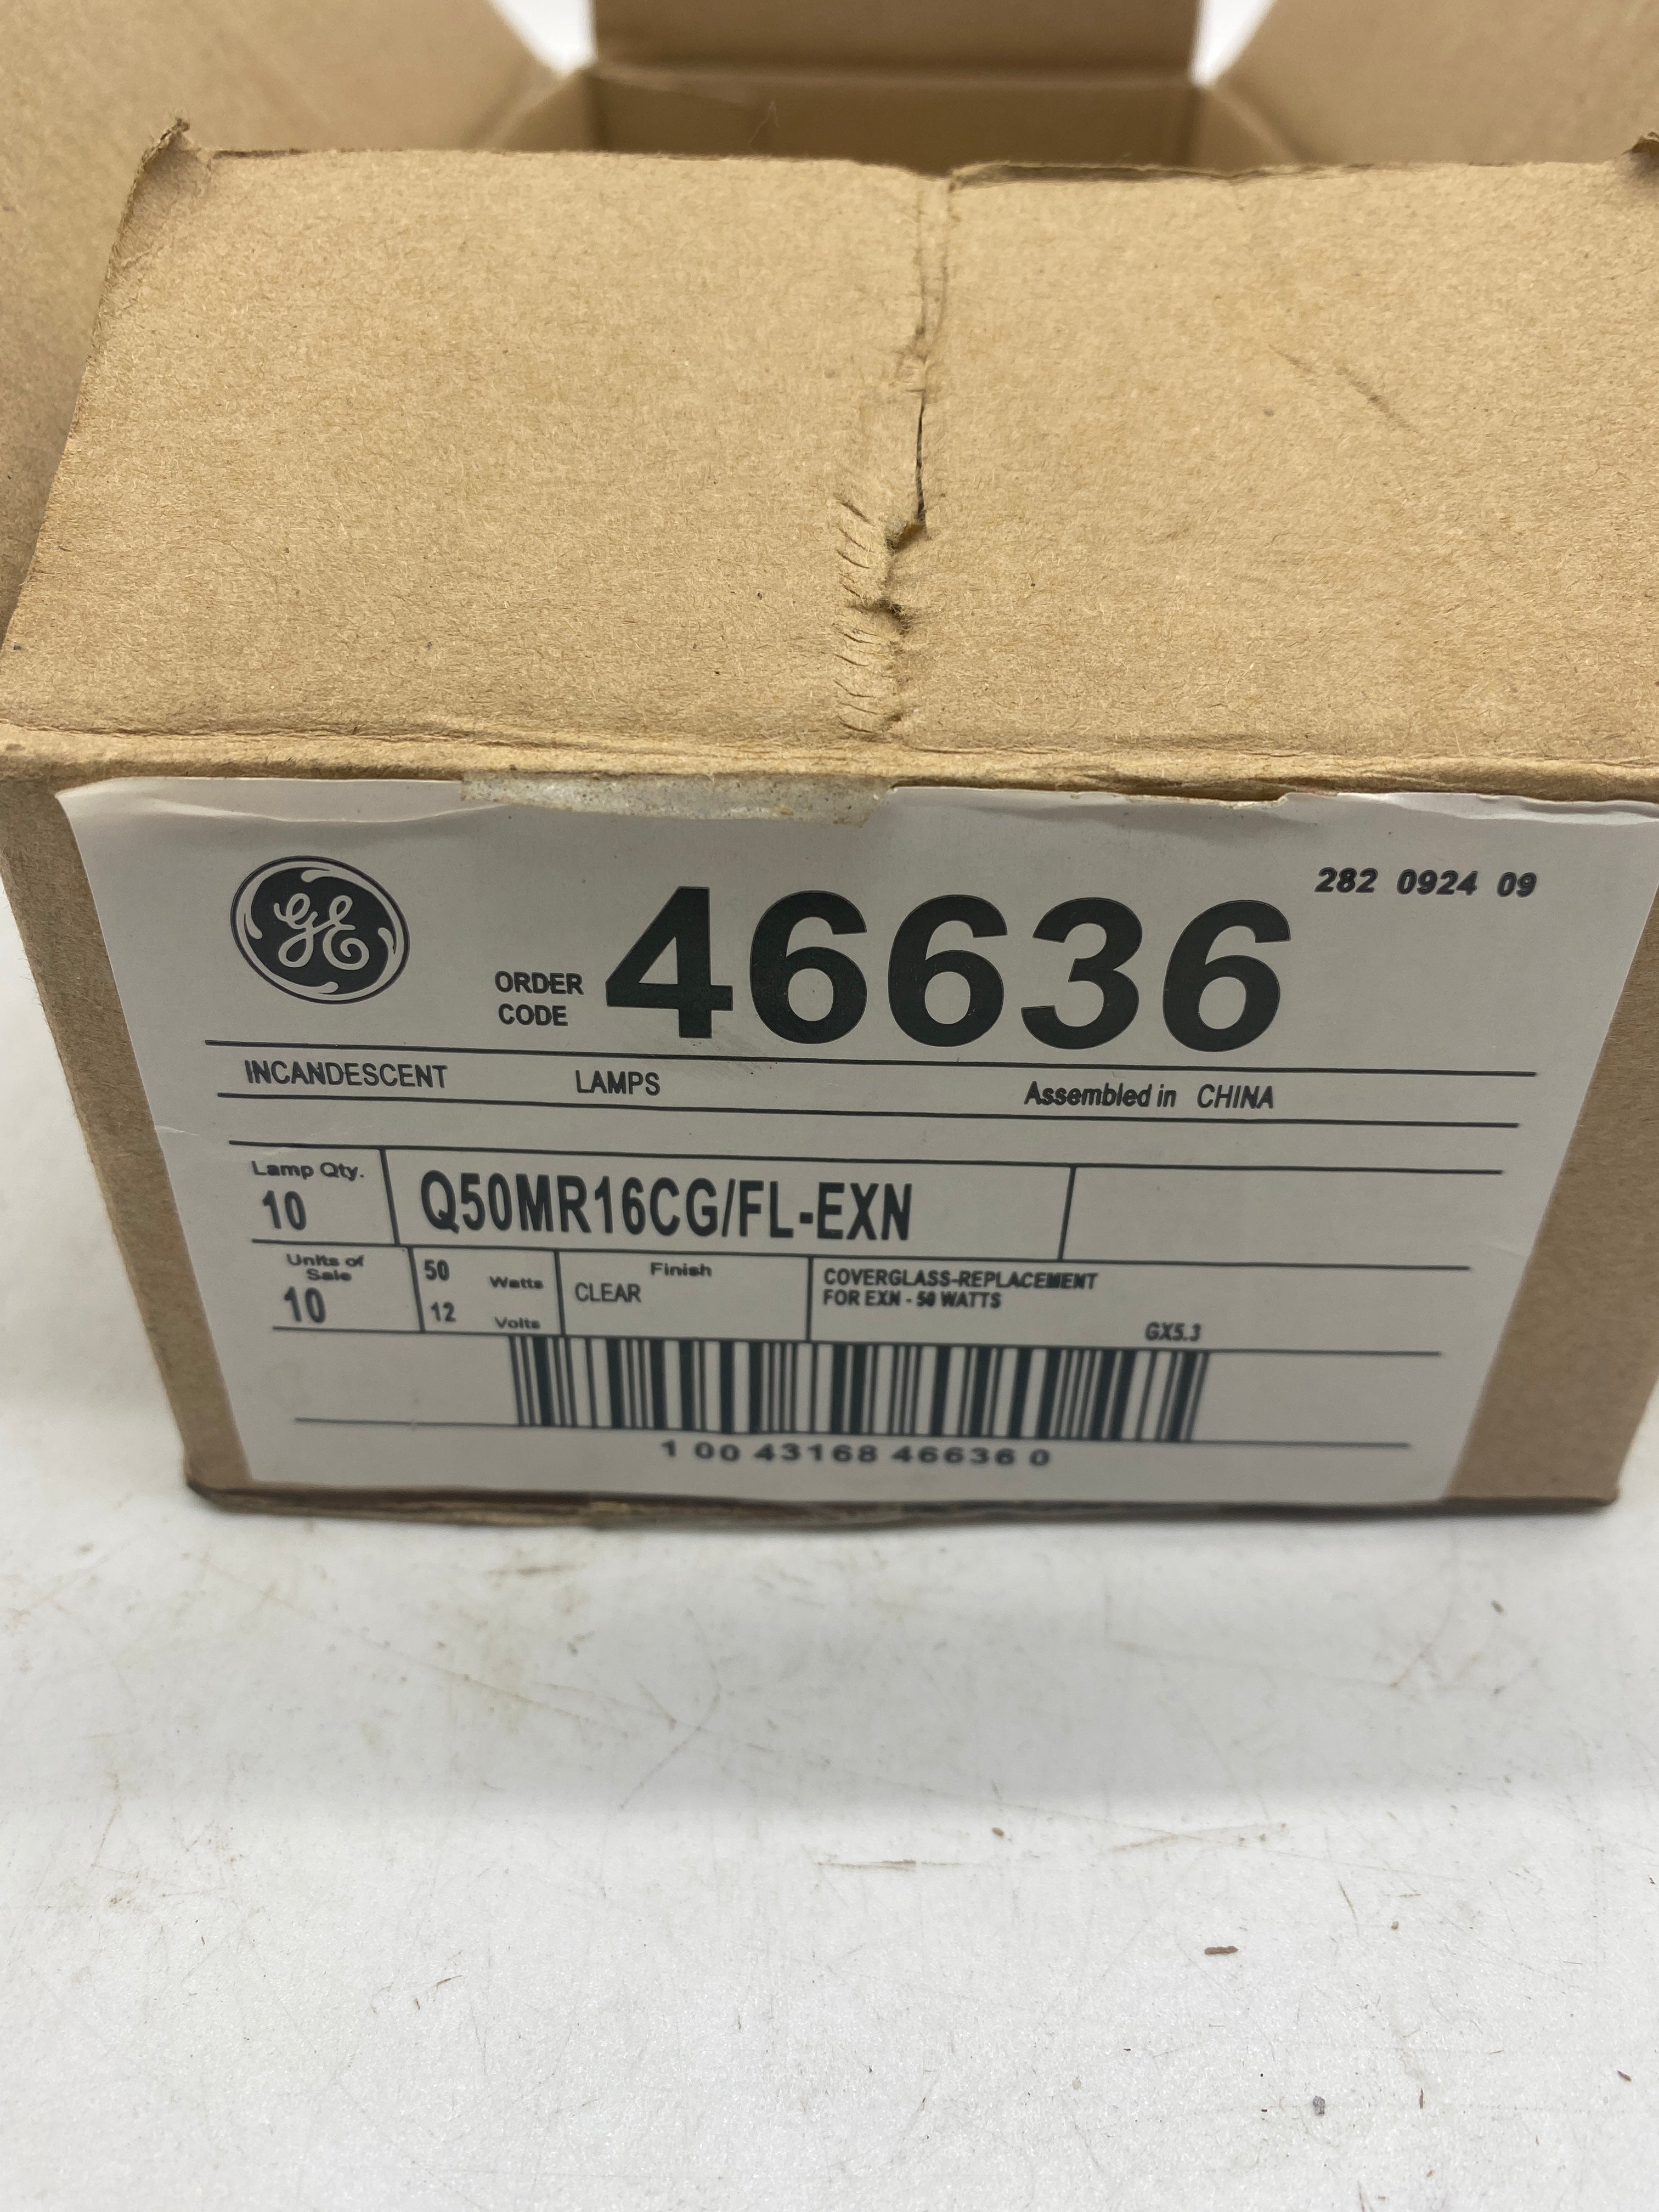 282 0924 09
GE
ORDER CODE 46636
INCANDESCENT LAMPS Assembled in CHINA
Lamp Qty.
10
Q50MR16CG/FL-EXN
Units of
Sale
10
50 Watts
12 Volts
Finish
CLEAR
COVERGLASS-REPLACEMENT
FOR EXN - 50 WATTS
GX5.3
1 00 43168 46636 0